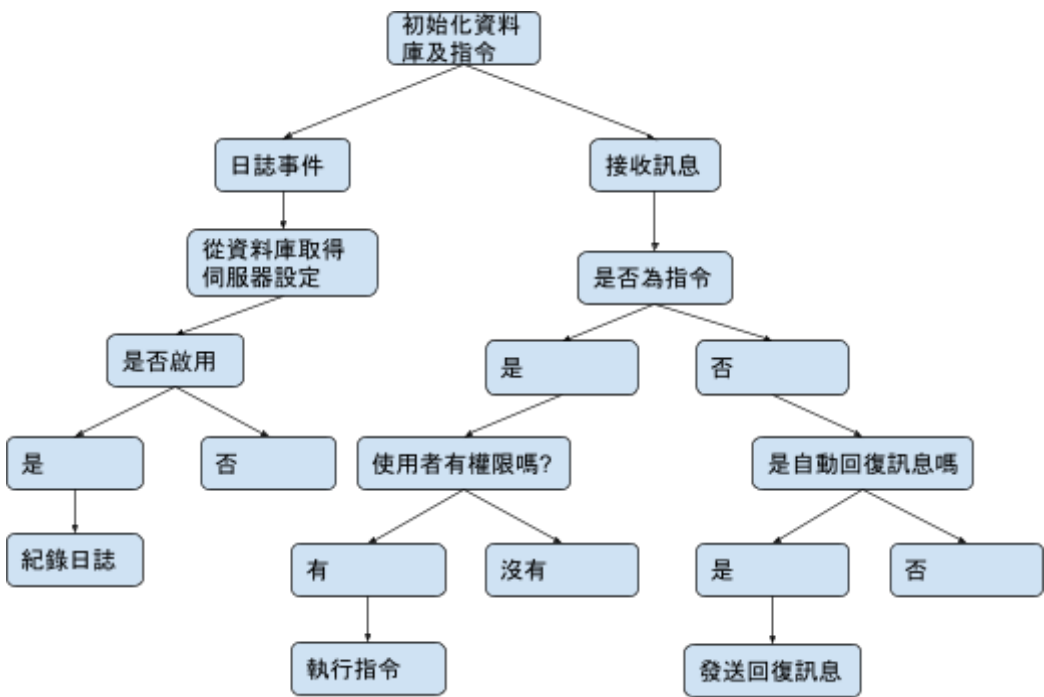 初始化資料
庫及指令
日誌事件
接收訊息
從資料庫取得
伺服器設定
是否為指令
是否啟用
是
否
是
否
使用者有權限嗎?
是自動回復訊息嗎
紀錄日誌
有
沒有
是
否
執行指令
發送回復訊息